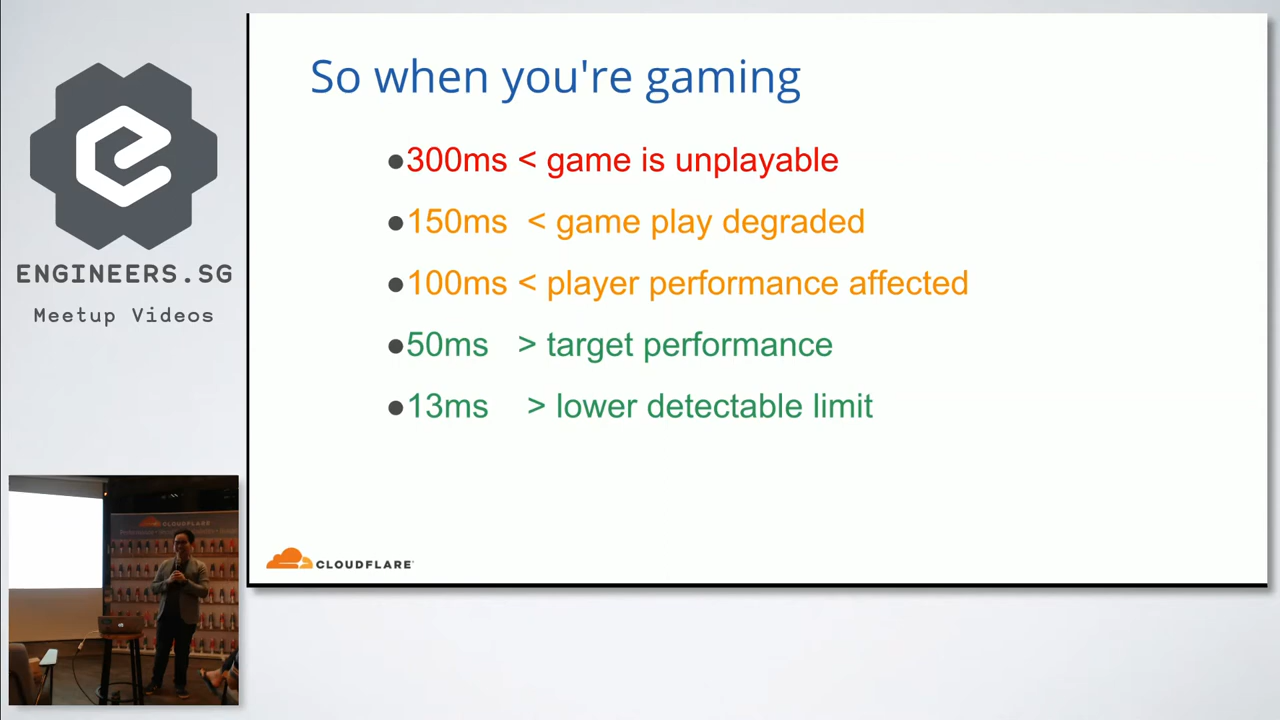 So when you're gaming
●300ms < game is unplayable
●150ms < game play degraded
●100ms < player performance affected
●50ms > target performance
●13ms > lower detectable limit
CLOUDFLARE
ENGINEERS.SG
Meetup Videos
CLOUDFLARE